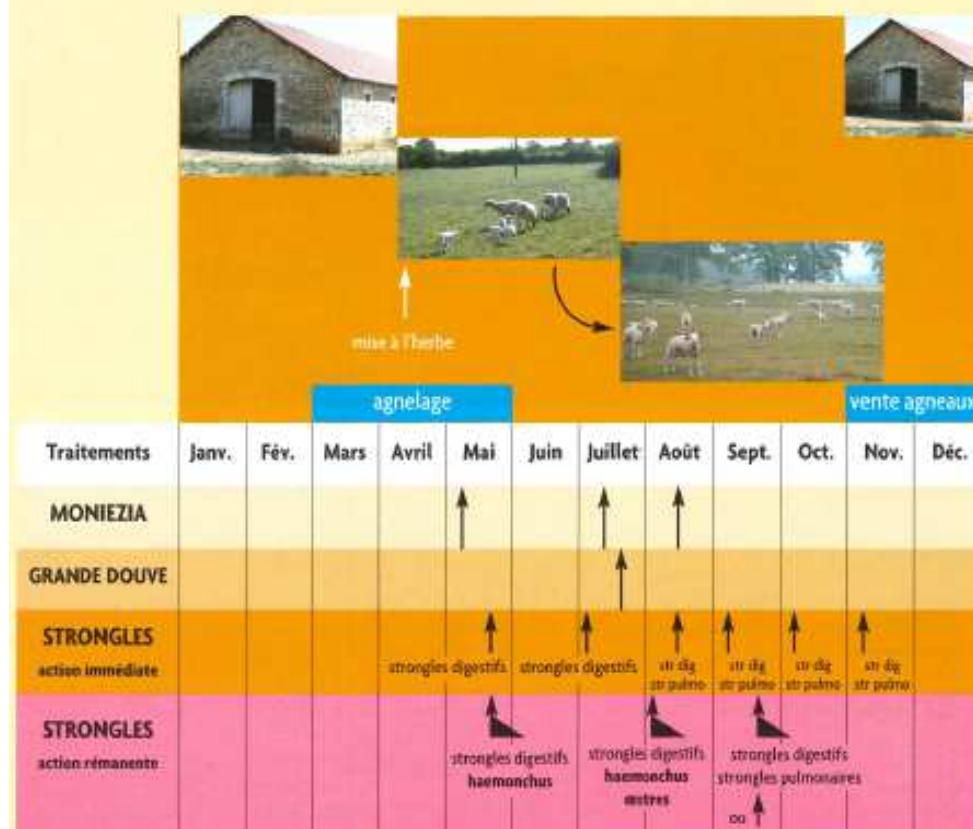 mise à l'herbe
agnelage
vente agneaux
Traitements Janv. Fév. Mars Avril Mai Juin Juillet Août Sept. Oct. Nov. Déc.
MONIEZIA
GRANDE DOUVE
STRONGLES
action immédiate
strongles digestifs
strongles digestifs
str dig
str pulmo
str dig
str pulmo
str dig
str pulmo
str dig
str pulmo
STRONGLES
action rémanente
strongles digestifs
haemonchus
strongles digestifs
haemonchus
œstres
strongles digestifs
strongles pulmonaires
ou